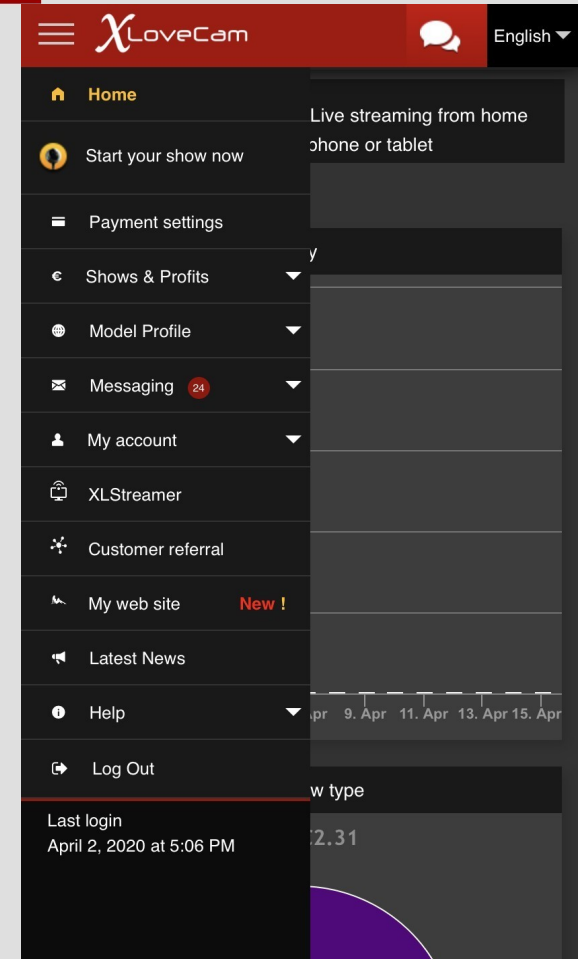 XLoveCam
English
Home
Live streaming from home
phone or tablet
Start your show now
Payment settings
y
€ Shows & Profits
Model Profile
Messaging 24
My account
XLStreamer
Customer referral
My web site New !
Latest News
Help
Apr 9. Apr 11. Apr 13. Apr 15. Apr
Log Out
w type
Last login
April 2, 2020 at 5:06 PM
2.31